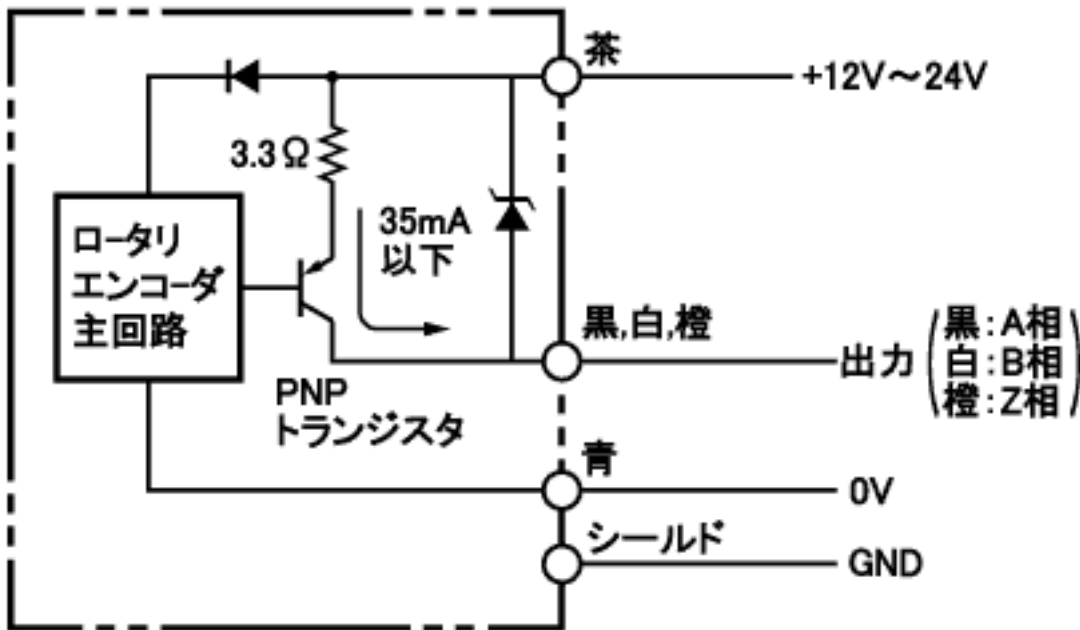 茶
+12V～24V
3.3Ω
35mA
以下
ロータリ
エンコーダ
主回路
黒,白,橙
出力
黒:A相
白:B相
橙:Z相
PNP
トランジスタ
青
0V
シールド
GND